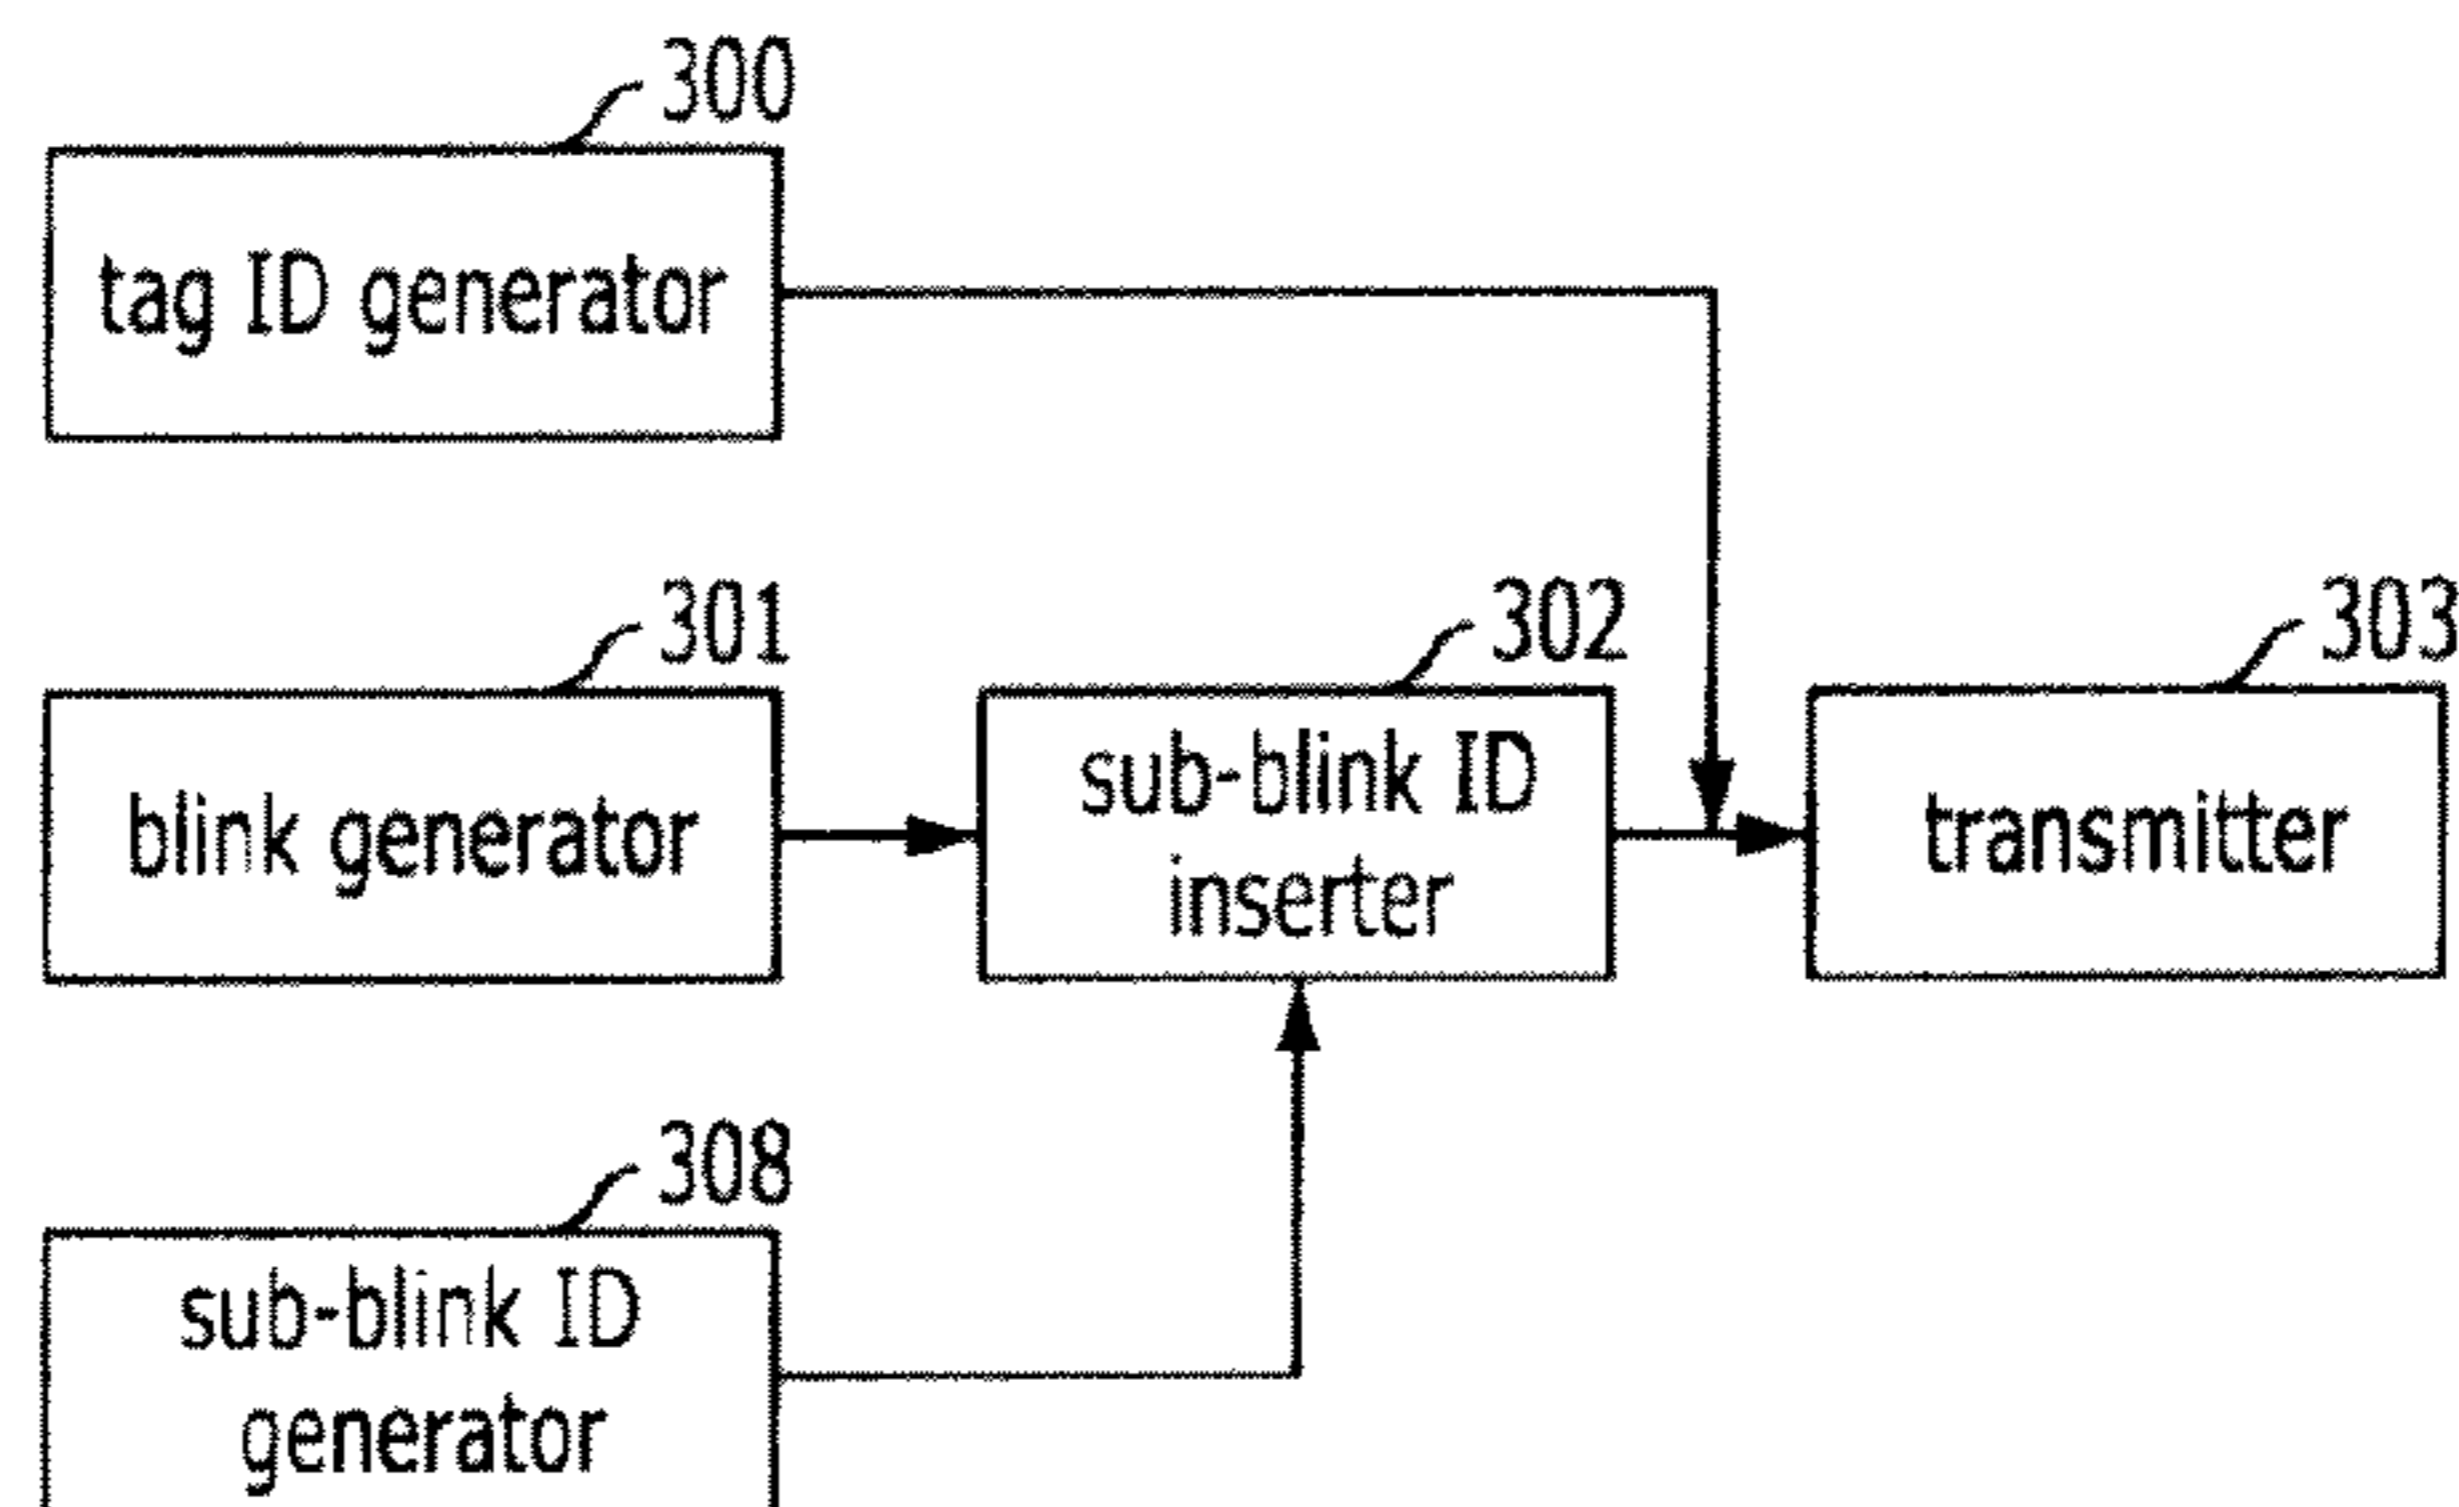 300
tag ID generator
301
302
303
blink generator
sub-blink ID
inserter
transmitter
308
sub-blink ID
generator